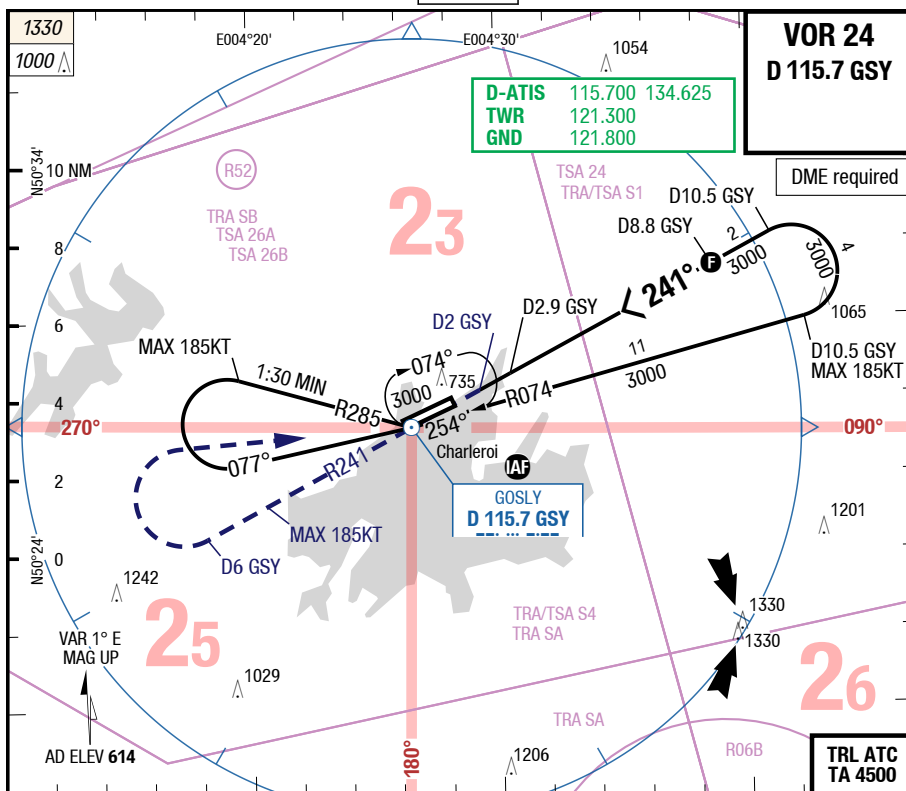 1330
1000
E004°20'
E004°30'
1054
VOR 24
D 115.7 GSY
D-ATIS 115.700 134.625
TWR 121.300
GND 121.800
DME required
N50°34'
10 NM
R52
TSA 24
TRA/TSA S1
TRA SB
TSA 26A
TSA 26B
23
D10.5 GSY
D8.8 GSY
2
3000
4
3000
F
241°
8
6
4
2
0
1065
D2.9 GSY
D2 GSY
MAX 185KT
1:30 MIN
074°
3000
735
11
3000
D10.5 GSY
MAX 185KT
R285
R074
254°
270°
090°
077°
R241
Charleroi
IAF
GOSLY
D 115.7 GSY
MAX 185KT
D6 GSY
N50°24'
1201
1242
1330
1330
VAR 1° E
MAG UP
25
TRA/TSA S4
TRA SA
26
1029
TRA SA
R06B
AD ELEV 614
180°
1206
TRL ATC
TA 4500